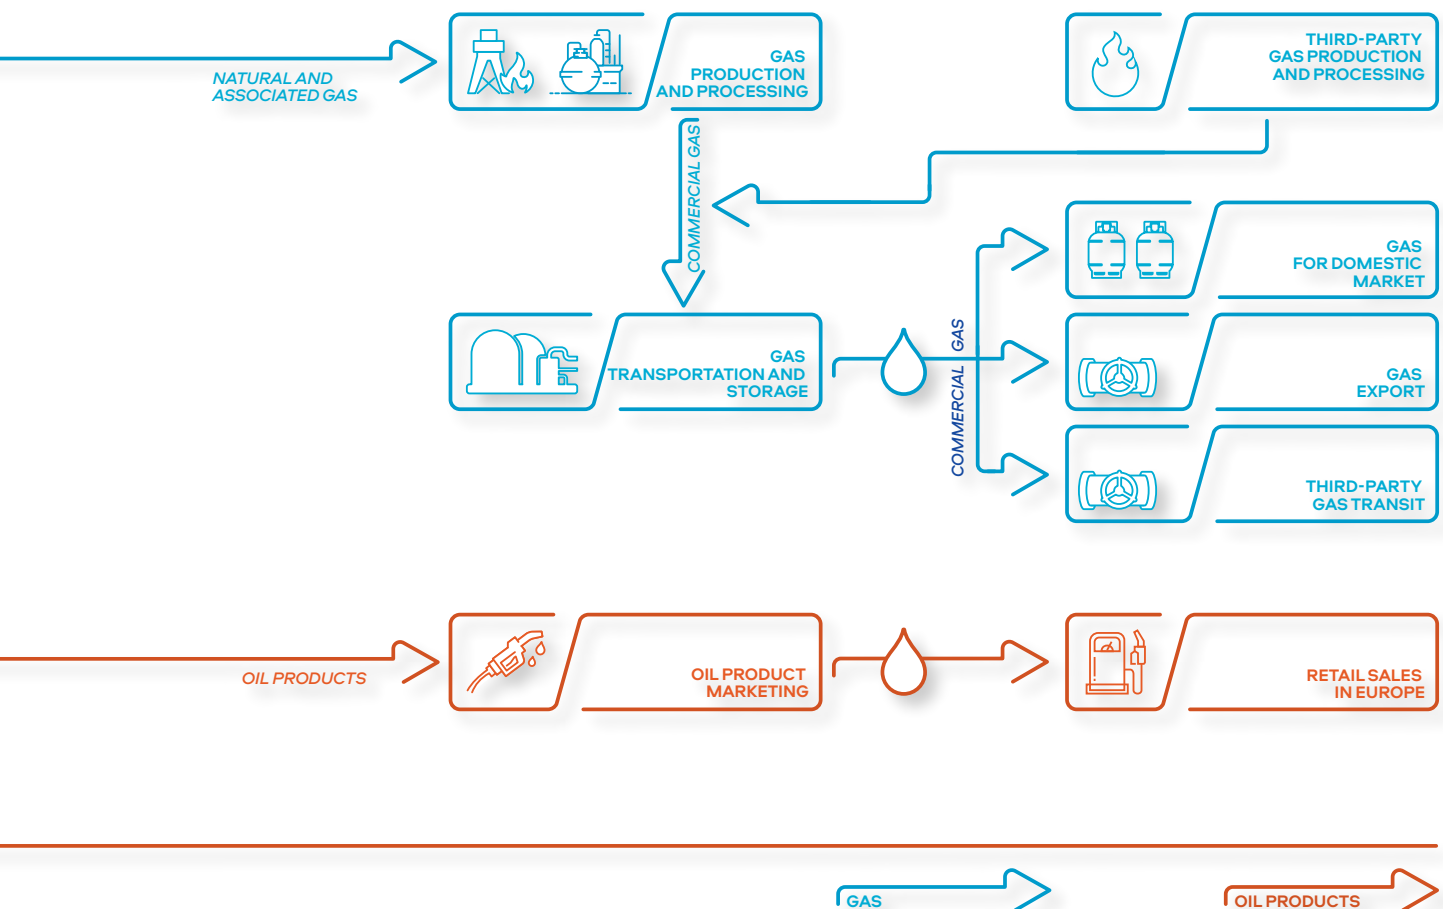 NATURAL AND
ASSOCIATED GAS
GAS
PRODUCTION
AND PROCESSING
THIRD-PARTY
GAS PRODUCTION
AND PROCESSING
COMMERCIAL GAS
GAS
TRANSPORTATION AND
STORAGE
COMMERCIAL GAS
GAS
FOR DOMESTIC
MARKET
GAS
EXPORT
THIRD-PARTY
GAS TRANSIT
OIL PRODUCTS
OIL PRODUCT
MARKETING
RETAIL SALES
IN EUROPE
GAS
OIL PRODUCTS